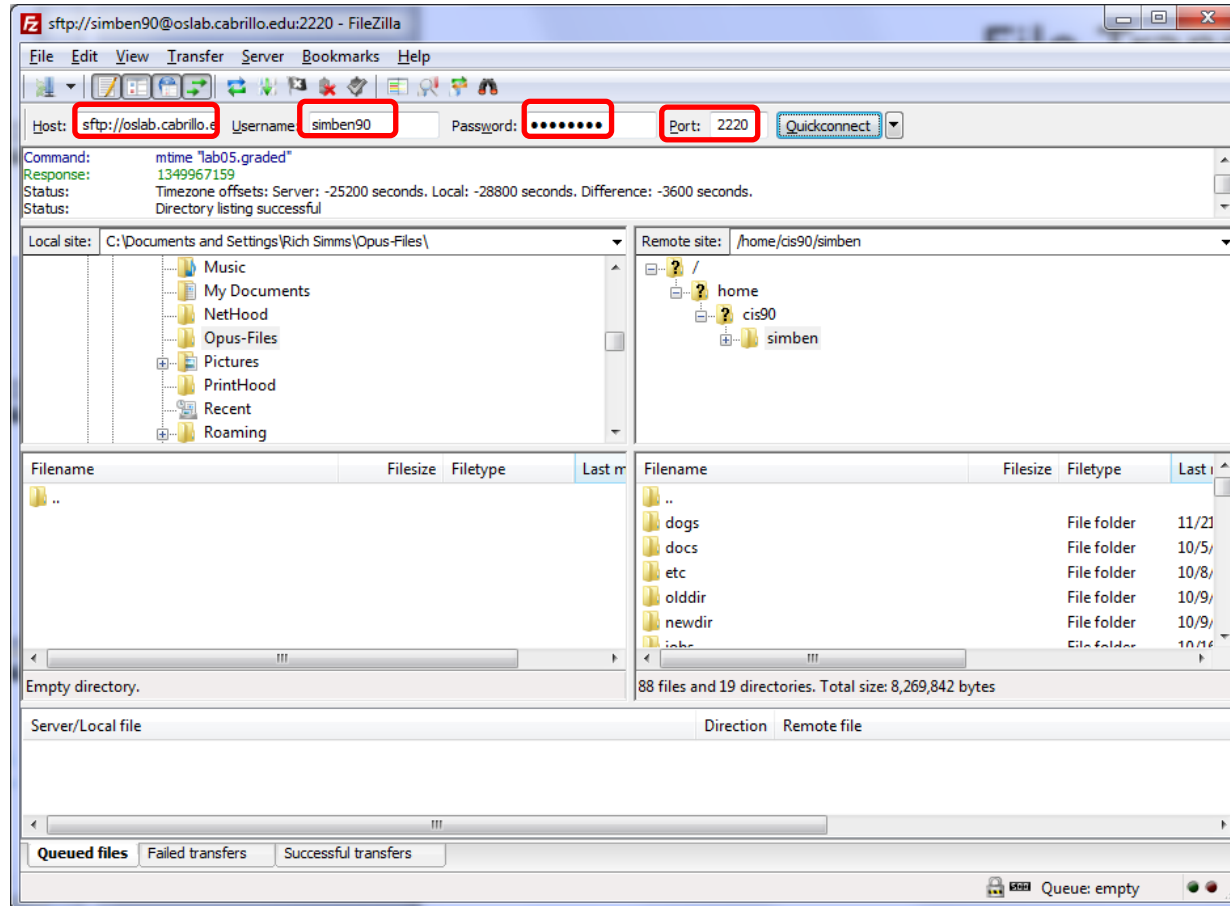 sftp://simben90@oslab.cabrillo.edu:2220 - FileZilla
File Edit View Transfer Server Bookmarks Help
Host: sftp://oslab.cabrillo.e Username: simben90 Password: •••••••• Port: 2220 Quickconnect
Command: mtime "lab05.graded"
Response: 1349967159
Status: Timezone offsets: Server: -25200 seconds. Local: -28800 seconds. Difference: -3600 seconds.
Status: Directory listing successful
Local site: C:\Documents and Settings\Rich Simms\Opus-Files\
Music
My Documents
NetHood
Opus-Files
Pictures
PrintHood
Recent
Roaming
Remote site: /home/cis90/simben
/
home
cis90
simben
Filename Filesize Filetype Last m
..
Empty directory.
Filename Filesize Filetype Last
..
dogs File folder 11/21
docs File folder 10/5/
etc File folder 10/8/
olddir File folder 10/9/
newdir File folder 10/9/
jobs File folder 10/16
88 files and 19 directories. Total size: 8,269,842 bytes
Server/Local file Direction Remote file
Queued files Failed transfers Successful transfers
Queue: empty